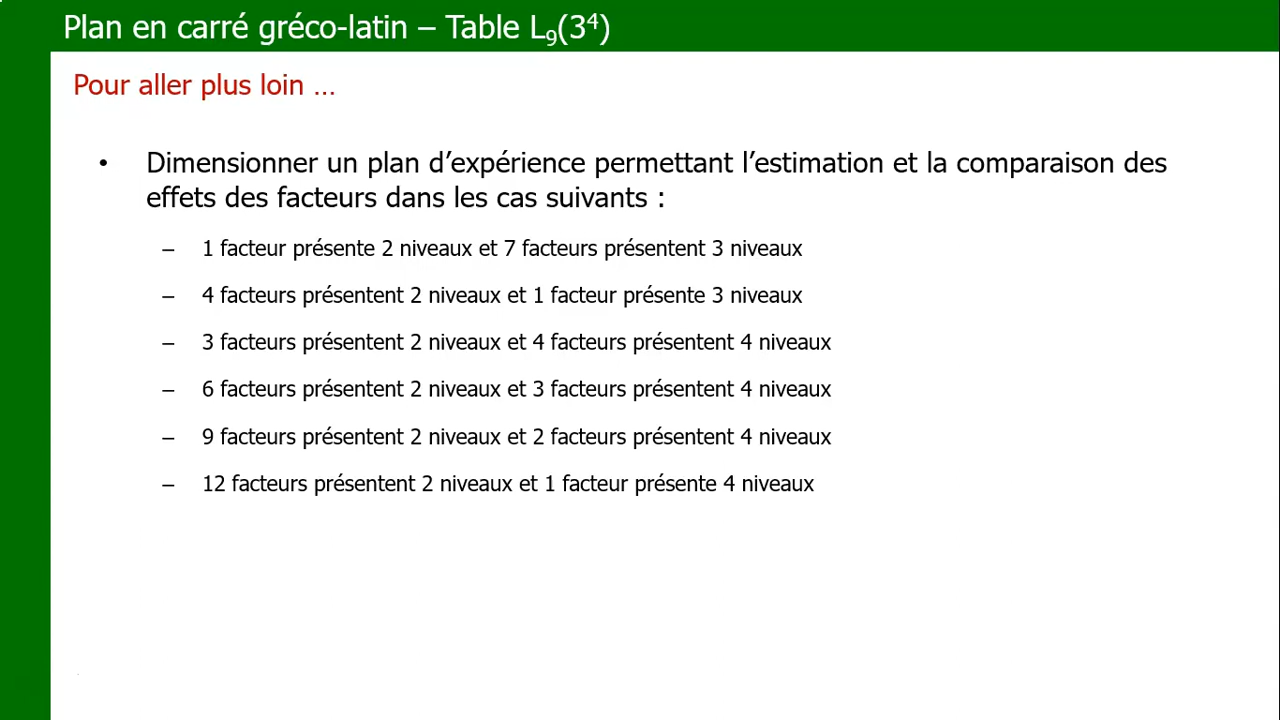 Plan en carré gréco-latin – Table L₉(3⁴)
Pour aller plus loin …
• Dimensionner un plan d’expérience permettant l’estimation et la comparaison des
effets des facteurs dans les cas suivants :
– 1 facteur présente 2 niveaux et 7 facteurs présentent 3 niveaux
– 4 facteurs présentent 2 niveaux et 1 facteur présente 3 niveaux
– 3 facteurs présentent 2 niveaux et 4 facteurs présentent 4 niveaux
– 6 facteurs présentent 2 niveaux et 3 facteurs présentent 4 niveaux
– 9 facteurs présentent 2 niveaux et 2 facteurs présentent 4 niveaux
– 12 facteurs présentent 2 niveaux et 1 facteur présente 4 niveaux